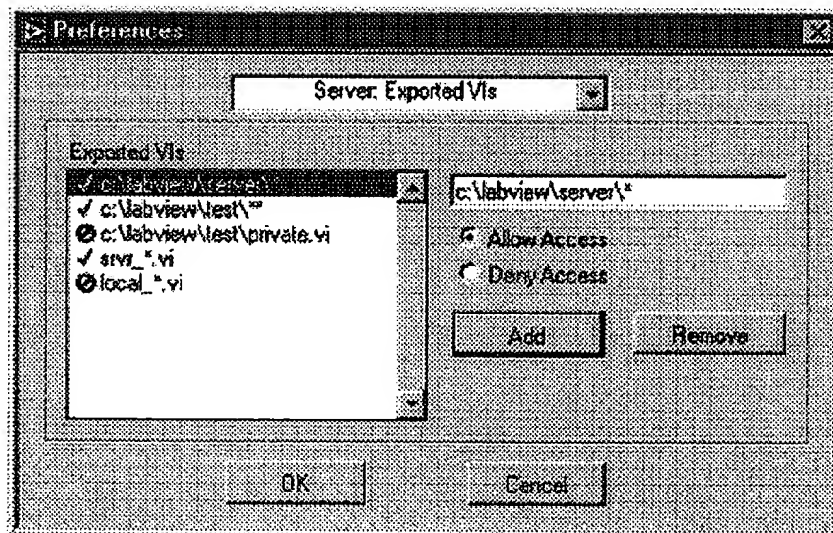 Preferences
Server: Exported VIs
Exported VIs
c:\labview\server\*
c:\labview\test\**
c:\labview\test\private.vi
srvr_*.vi
local_*.vi
c:\labview\server\*
Allow Access
Deny Access
Add
Remove
OK
Cancel